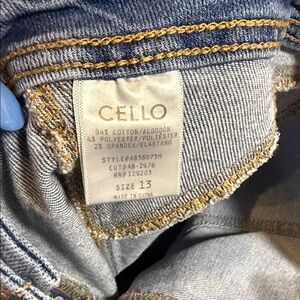 CELLO
94% COTTON/ALGODON
4% POLYESTER/POLIESTER
2% SPANDEX/ELASTANO
STYLE#AB38073M
CUT#AB-2676
RN#129203
SIZE 13
MADE IN CHINA